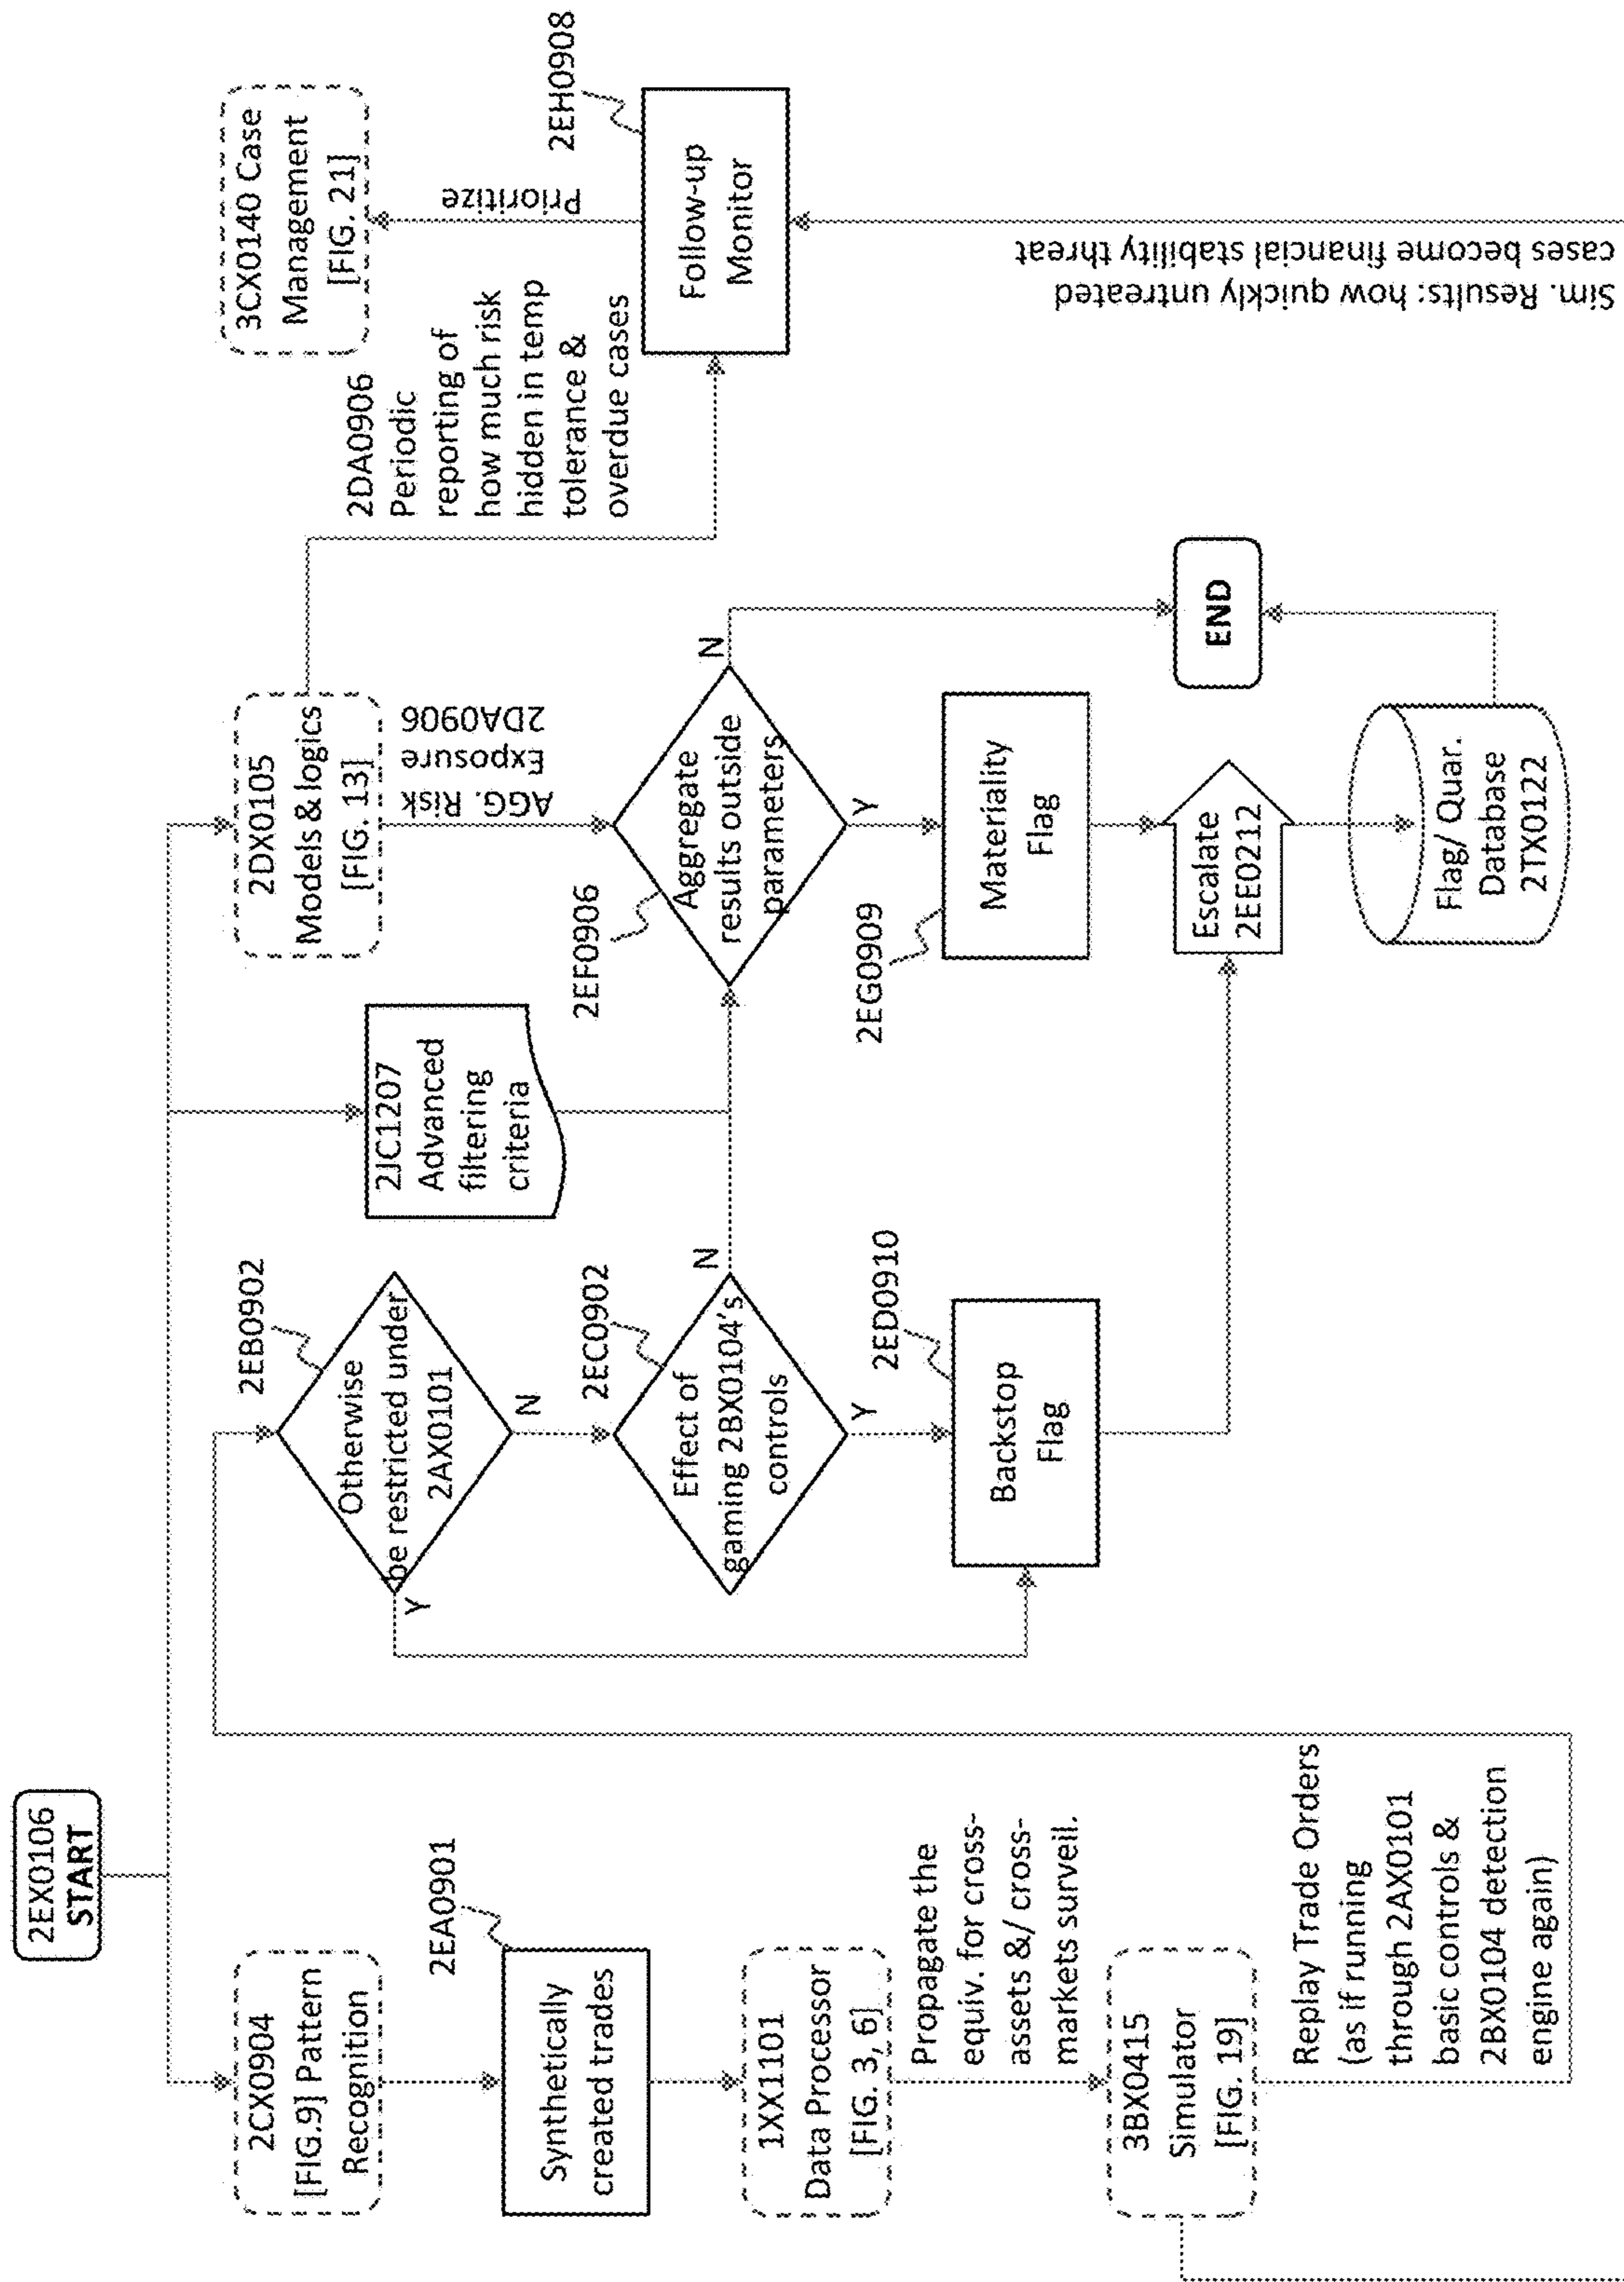 2EX0106
START
2CX0904
[FIG.9] Pattern
Recognition
2EA0901
Synthetically
created trades
1XX1101
Data Processor
[FIG. 3, 6]
Propagate the
equiv. for cross-
assets &/ cross-
markets surveil.
3BX0415
Simulator
[FIG. 19]
Replay Trade Orders
(as if running
through 2AX0101
basic controls &
2BX0104 detection
engine again)
2EB0902
Otherwise
be restricted under
2AX0101
Y
N
2EC0902
Effect of
gaming 2BX0104's
controls
N
Y
2ED0910
Backstop
Flag
2JC1207
Advanced
filtering
criteria
2DX0105
Models & logics
[FIG. 13]
AGG. Risk
Exposure
2DA0906
2EF0906
Aggregate
results outside
parameters
N
Y
2EG0909
Materiality
Flag
Escalate
2EE0212
Flag/ Quar.
Database
2TX0122
END
2DA0906
Periodic
reporting of
how much risk
hidden in temp
tolerance &
overdue cases
3CX0140 Case
Management
[FIG. 21]
Prioritize
2EH0908
Follow-up
Monitor
Sim. Results: how quickly untreated
cases become financial stability threat